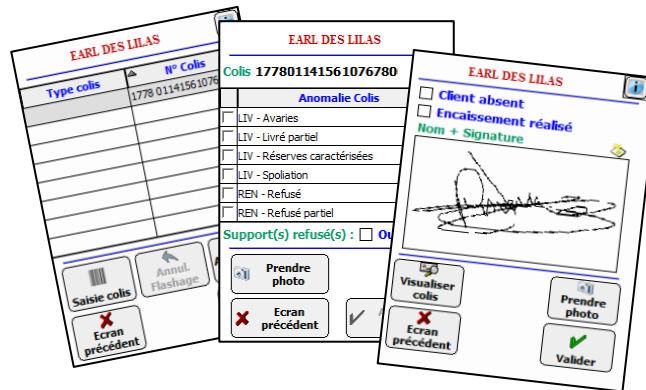 EARL DES LILAS
Type colis
N° Colis
1778 01141561076
Saisie colis
Annul.
Flashage
Ecran
précédent
EARL DES LILAS
Colis 177801141561076780
Anomalie Colis
LIV - Avaries
LIV - Livré partiel
LIV - Réserves caractérisées
LIV - Spoliation
REN - Refusé
REN - Refusé partiel
Support(s) refusé(s) :
Prendre
photo
Ecran
précédent
EARL DES LILAS
Client absent
Encaissement réalisé
Nom + Signature
Visualiser
colis
Prendre
photo
Ecran
précédent
Valider